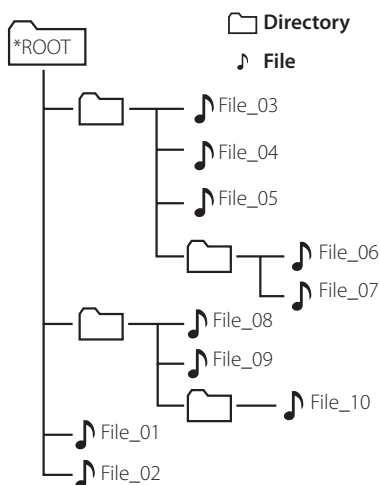 Directory
*ROOT
File
File_03
File_04
File_05
File_06
File_07
File_08
File_09
File_10
File_01
File_02